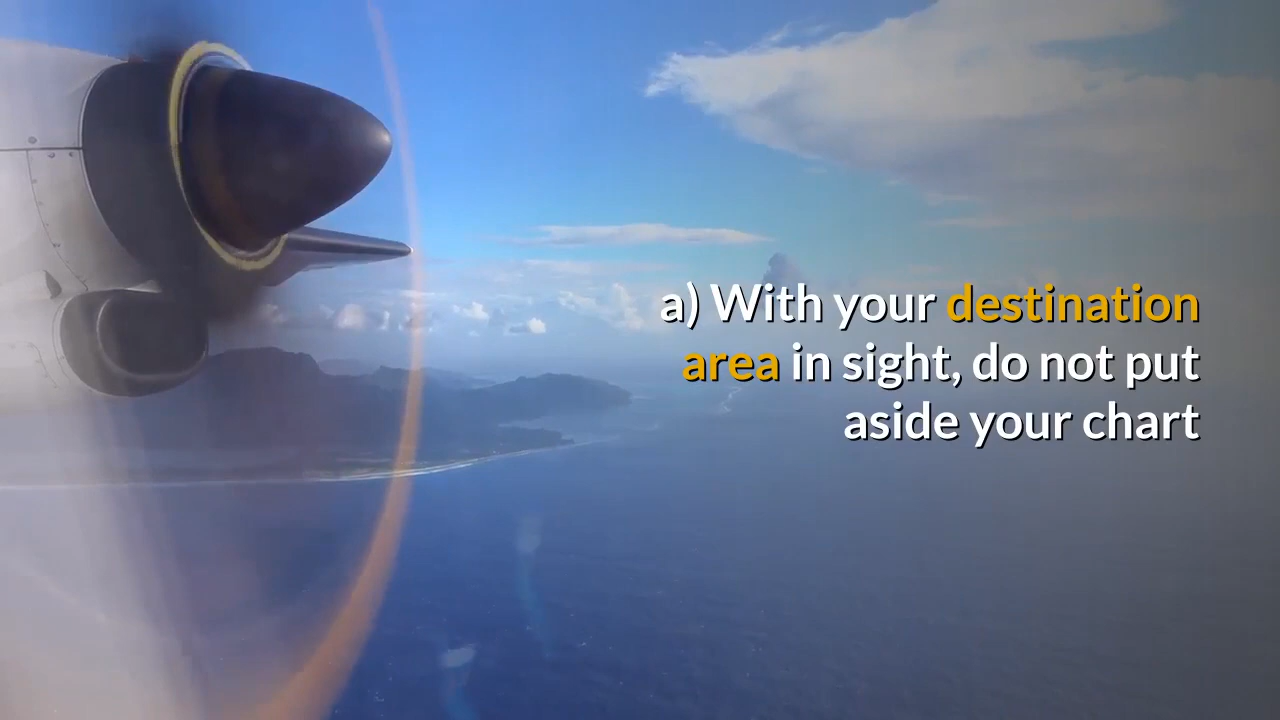 a) With your destination
area in sight, do not put
aside your chart